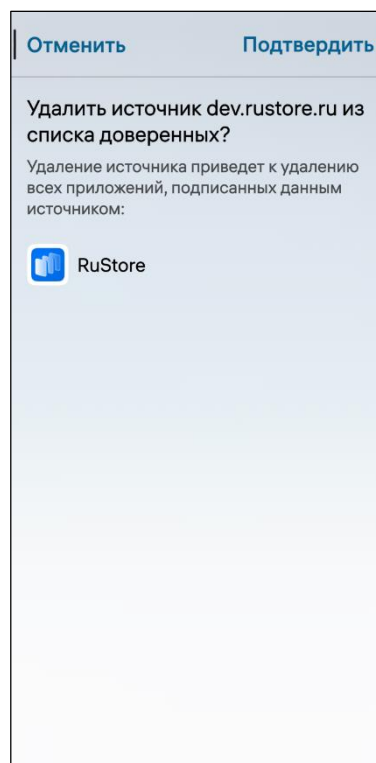 Отменить Подтвердить
Удалить источник dev.rustore.ru из
списка доверенных?
Удаление источника приведет к удалению
всех приложений, подписанных данным
источником:
RuStore